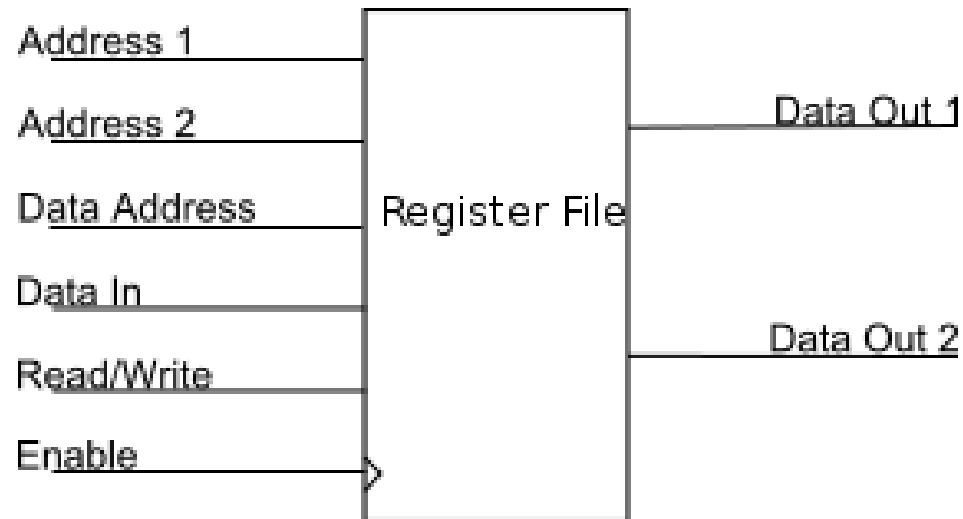 Address 1
Address 2
Data Address
Data In
Read/Write
Enable
Register File
Data Out 1
Data Out 2